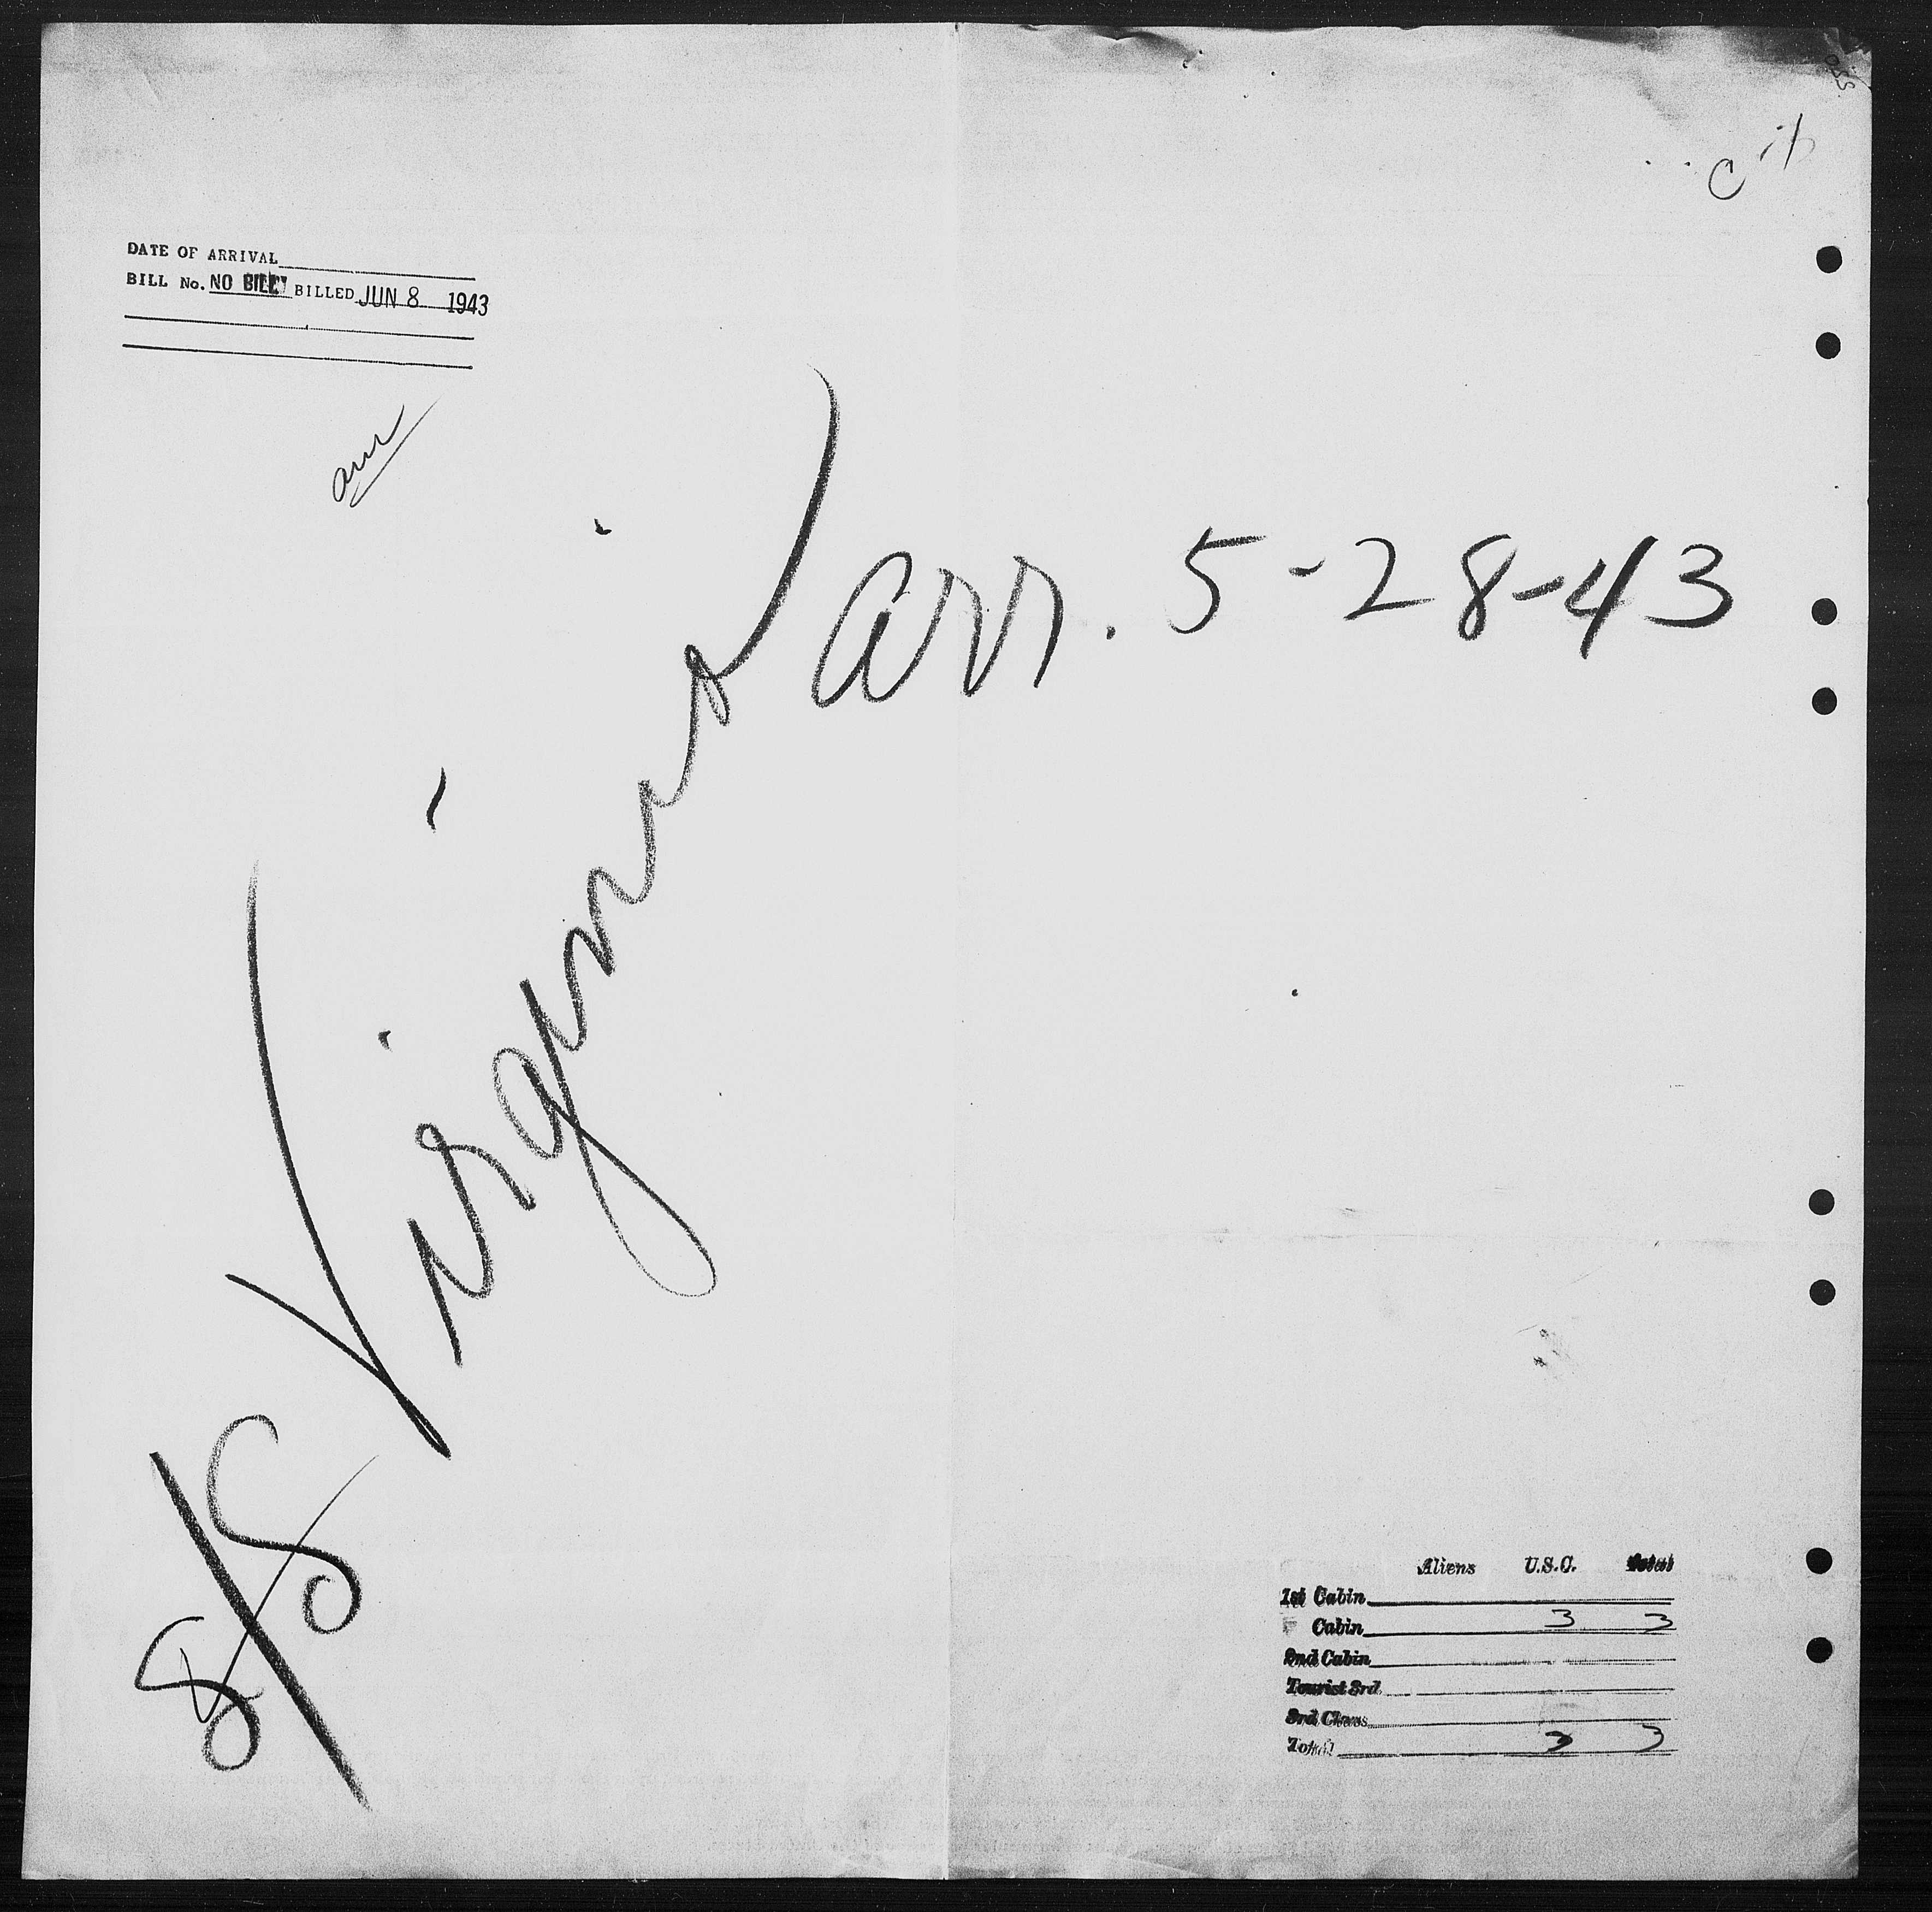 cit
DATE OF ARRIVAL
BILL No. NO BILL BILLED JUN 8 1943
arr. 5-28-43
S/S Virginia
Aliens U.S.C. Total
1st Cabin
Cabin 3 3
2nd Cabin
Tourist 3rd
3rd Class
Total 3 3